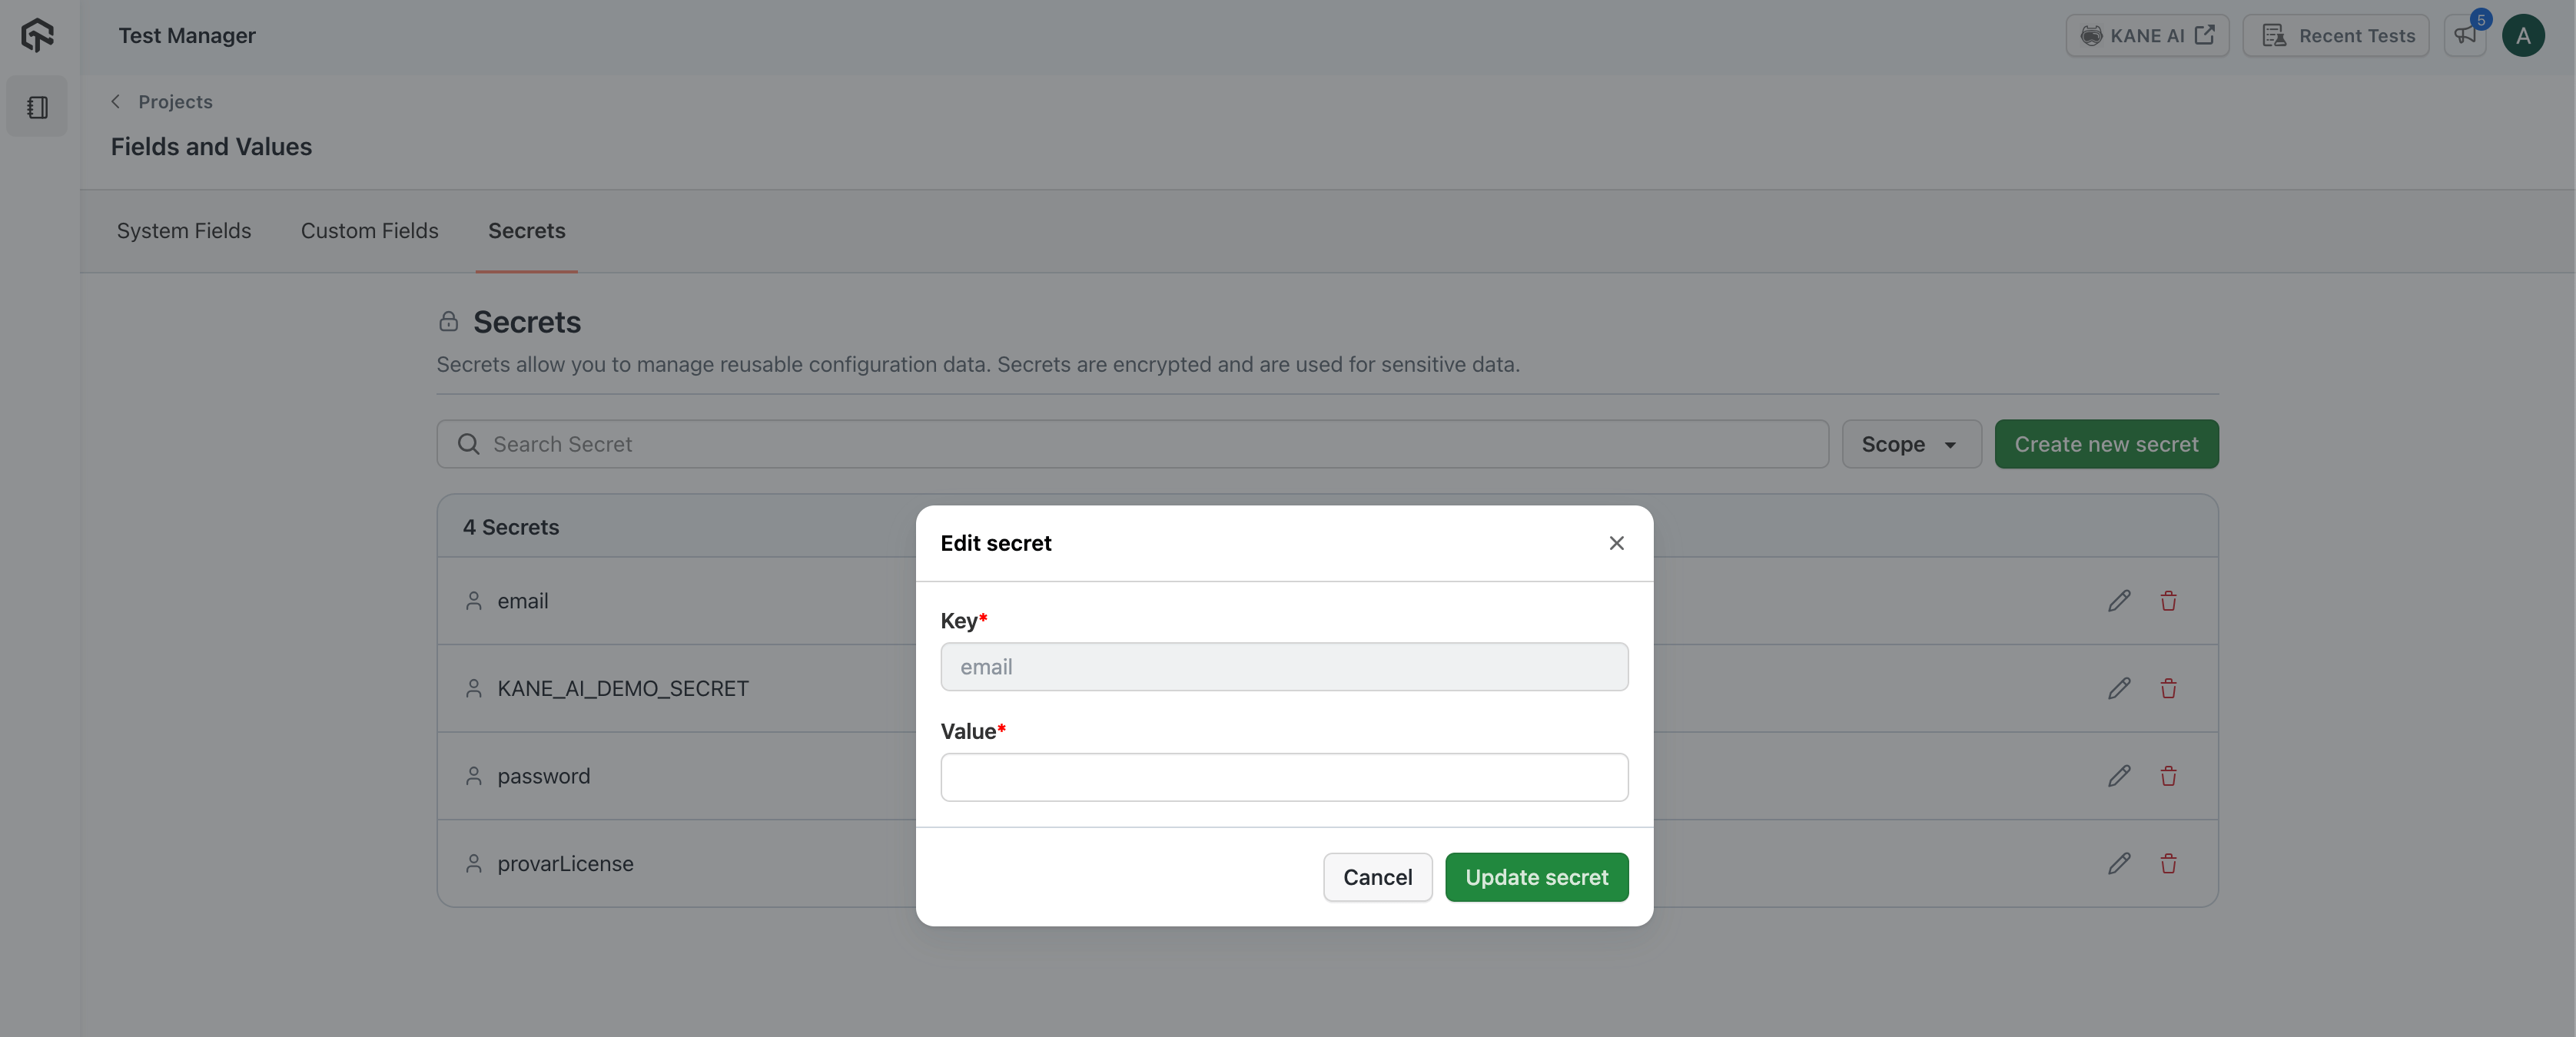 Test Manager
KANE AI
Recent Tests
5
A
Projects
Fields and Values
System Fields
Custom Fields
Secrets
Secrets
Secrets allow you to manage reusable configuration data. Secrets are encrypted and are used for sensitive data.
Search Secret
Scope
Create new secret
4 Secrets
email
KANE_AI_DEMO_SECRET
password
provarLicense
Edit secret
Key*
email
Value*
Cancel
Update secret